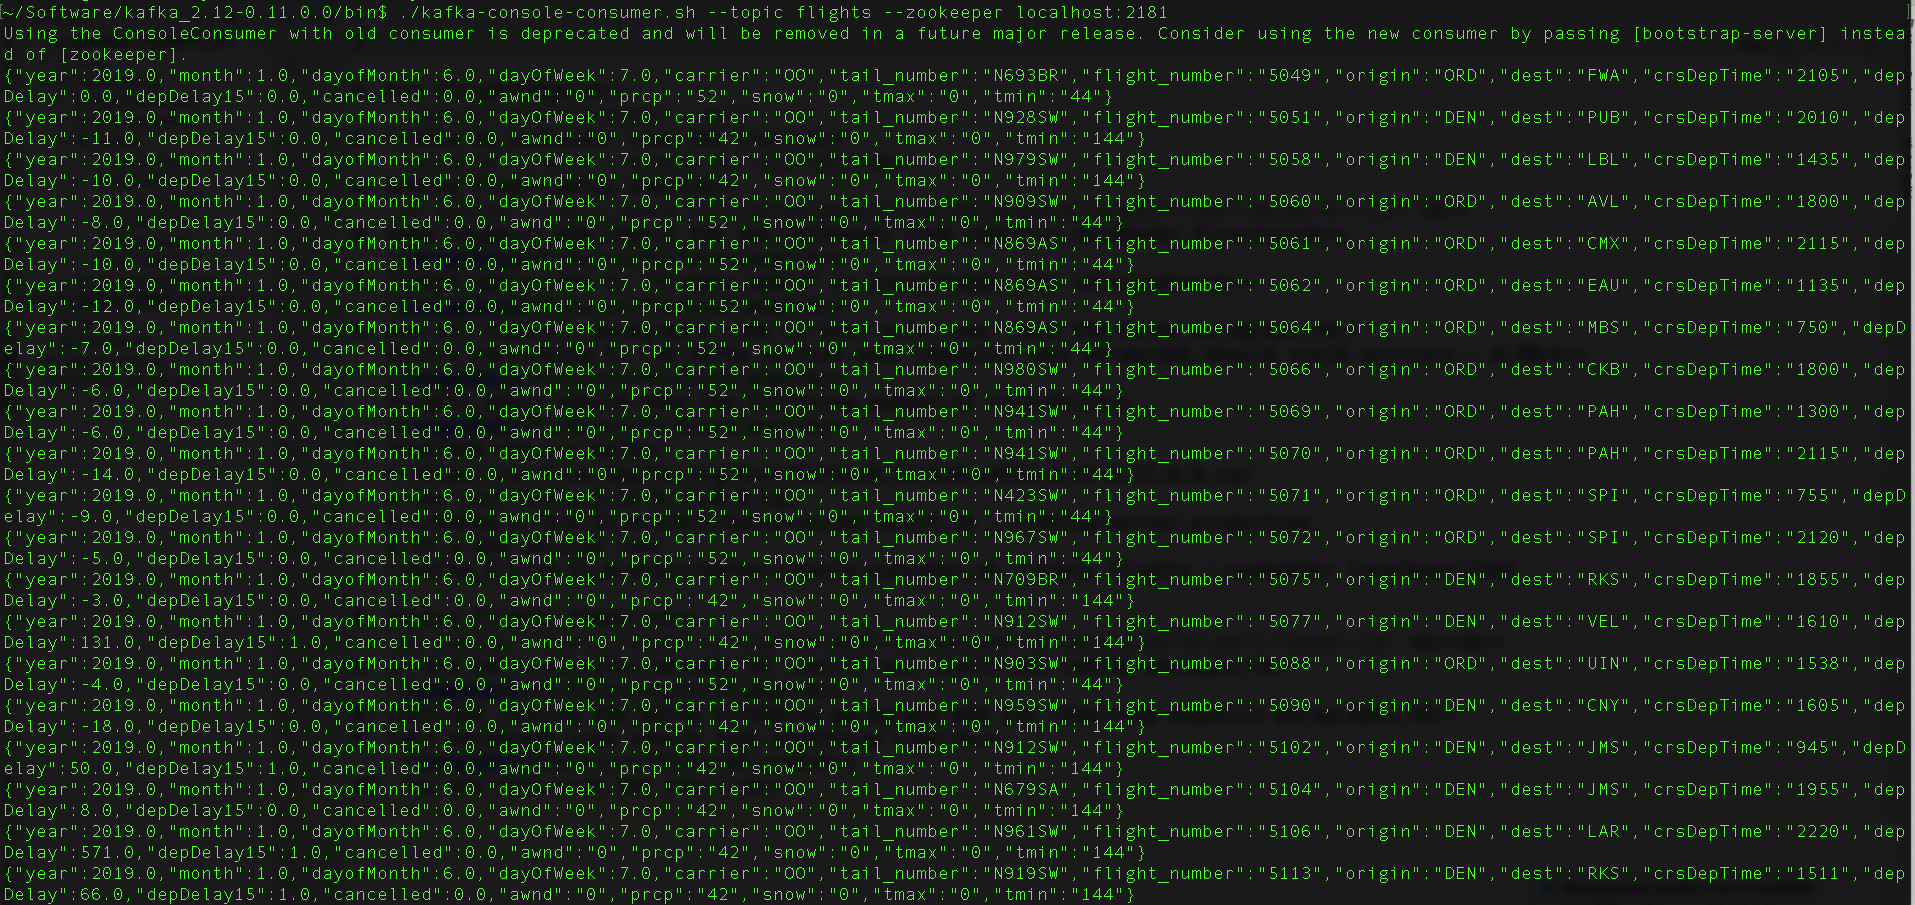 [~/Software/kafka_2.12-0.11.0.0/bin$ ./kafka-console-consumer.sh --topic flights --zookeeper localhost:2181 ]
Using the ConsoleConsumer with old consumer is deprecated and will be removed in a future major release. Consider using the new consumer by passing [bootstrap-server] instea
d of [zookeeper].
{"year":2019.0,"month":1.0,"dayofMonth":6.0,"dayOfWeek":7.0,"carrier":"OO","tail_number":"N693BR","flight_number":"5049","origin":"ORD","dest":"FWA","crsDepTime":"2105","dep
Delay":0.0,"depDelay15":0.0,"cancelled":0.0,"awnd":"0","prcp":"52","snow":"0","tmax":"0","tmin":"44"}
{"year":2019.0,"month":1.0,"dayofMonth":6.0,"dayOfWeek":7.0,"carrier":"OO","tail_number":"N928SW","flight_number":"5051","origin":"DEN","dest":"PUB","crsDepTime":"2010","dep
Delay":-11.0,"depDelay15":0.0,"cancelled":0.0,"awnd":"0","prcp":"42","snow":"0","tmax":"0","tmin":"144"}
{"year":2019.0,"month":1.0,"dayofMonth":6.0,"dayOfWeek":7.0,"carrier":"OO","tail_number":"N979SW","flight_number":"5058","origin":"DEN","dest":"LBL","crsDepTime":"1435","dep
Delay":-10.0,"depDelay15":0.0,"cancelled":0.0,"awnd":"0","prcp":"42","snow":"0","tmax":"0","tmin":"144"}
{"year":2019.0,"month":1.0,"dayofMonth":6.0,"dayOfWeek":7.0,"carrier":"OO","tail_number":"N909SW","flight_number":"5060","origin":"ORD","dest":"AVL","crsDepTime":"1800","dep
Delay":-8.0,"depDelay15":0.0,"cancelled":0.0,"awnd":"0","prcp":"52","snow":"0","tmax":"0","tmin":"44"}
{"year":2019.0,"month":1.0,"dayofMonth":6.0,"dayOfWeek":7.0,"carrier":"OO","tail_number":"N869AS","flight_number":"5061","origin":"ORD","dest":"CMX","crsDepTime":"2115","dep
Delay":-10.0,"depDelay15":0.0,"cancelled":0.0,"awnd":"0","prcp":"52","snow":"0","tmax":"0","tmin":"44"}
{"year":2019.0,"month":1.0,"dayofMonth":6.0,"dayOfWeek":7.0,"carrier":"OO","tail_number":"N869AS","flight_number":"5062","origin":"ORD","dest":"EAU","crsDepTime":"1135","dep
Delay":-12.0,"depDelay15":0.0,"cancelled":0.0,"awnd":"0","prcp":"52","snow":"0","tmax":"0","tmin":"44"}
{"year":2019.0,"month":1.0,"dayofMonth":6.0,"dayOfWeek":7.0,"carrier":"OO","tail_number":"N869AS","flight_number":"5064","origin":"ORD","dest":"MBS","crsDepTime":"750","depD
elay":-7.0,"depDelay15":0.0,"cancelled":0.0,"awnd":"0","prcp":"52","snow":"0","tmax":"0","tmin":"44"}
{"year":2019.0,"month":1.0,"dayofMonth":6.0,"dayOfWeek":7.0,"carrier":"OO","tail_number":"N980SW","flight_number":"5066","origin":"ORD","dest":"CKB","crsDepTime":"1800","dep
Delay":-6.0,"depDelay15":0.0,"cancelled":0.0,"awnd":"0","prcp":"52","snow":"0","tmax":"0","tmin":"44"}
{"year":2019.0,"month":1.0,"dayofMonth":6.0,"dayOfWeek":7.0,"carrier":"OO","tail_number":"N941SW","flight_number":"5069","origin":"ORD","dest":"PAH","crsDepTime":"1300","dep
Delay":-6.0,"depDelay15":0.0,"cancelled":0.0,"awnd":"0","prcp":"52","snow":"0","tmax":"0","tmin":"44"}
{"year":2019.0,"month":1.0,"dayofMonth":6.0,"dayOfWeek":7.0,"carrier":"OO","tail_number":"N941SW","flight_number":"5070","origin":"ORD","dest":"PAH","crsDepTime":"2115","dep
Delay":-14.0,"depDelay15":0.0,"cancelled":0.0,"awnd":"0","prcp":"52","snow":"0","tmax":"0","tmin":"44"}
{"year":2019.0,"month":1.0,"dayofMonth":6.0,"dayOfWeek":7.0,"carrier":"OO","tail_number":"N423SW","flight_number":"5071","origin":"ORD","dest":"SPI","crsDepTime":"755","depD
elay":-9.0,"depDelay15":0.0,"cancelled":0.0,"awnd":"0","prcp":"52","snow":"0","tmax":"0","tmin":"44"}
{"year":2019.0,"month":1.0,"dayofMonth":6.0,"dayOfWeek":7.0,"carrier":"OO","tail_number":"N967SW","flight_number":"5072","origin":"ORD","dest":"SPI","crsDepTime":"2120","dep
Delay":-5.0,"depDelay15":0.0,"cancelled":0.0,"awnd":"0","prcp":"52","snow":"0","tmax":"0","tmin":"44"}
{"year":2019.0,"month":1.0,"dayofMonth":6.0,"dayOfWeek":7.0,"carrier":"OO","tail_number":"N709BR","flight_number":"5075","origin":"DEN","dest":"RKS","crsDepTime":"1855","dep
Delay":-3.0,"depDelay15":0.0,"cancelled":0.0,"awnd":"0","prcp":"42","snow":"0","tmax":"0","tmin":"144"}
{"year":2019.0,"month":1.0,"dayofMonth":6.0,"dayOfWeek":7.0,"carrier":"OO","tail_number":"N912SW","flight_number":"5077","origin":"DEN","dest":"VEL","crsDepTime":"1610","dep
Delay":131.0,"depDelay15":1.0,"cancelled":0.0,"awnd":"0","prcp":"42","snow":"0","tmax":"0","tmin":"144"}
{"year":2019.0,"month":1.0,"dayofMonth":6.0,"dayOfWeek":7.0,"carrier":"OO","tail_number":"N903SW","flight_number":"5088","origin":"ORD","dest":"UIN","crsDepTime":"1538","dep
Delay":-4.0,"depDelay15":0.0,"cancelled":0.0,"awnd":"0","prcp":"52","snow":"0","tmax":"0","tmin":"44"}
{"year":2019.0,"month":1.0,"dayofMonth":6.0,"dayOfWeek":7.0,"carrier":"OO","tail_number":"N959SW","flight_number":"5090","origin":"DEN","dest":"CNY","crsDepTime":"1605","dep
Delay":-18.0,"depDelay15":0.0,"cancelled":0.0,"awnd":"0","prcp":"42","snow":"0","tmax":"0","tmin":"144"}
{"year":2019.0,"month":1.0,"dayofMonth":6.0,"dayOfWeek":7.0,"carrier":"OO","tail_number":"N912SW","flight_number":"5102","origin":"DEN","dest":"JMS","crsDepTime":"945","depD
elay":50.0,"depDelay15":1.0,"cancelled":0.0,"awnd":"0","prcp":"42","snow":"0","tmax":"0","tmin":"144"}
{"year":2019.0,"month":1.0,"dayofMonth":6.0,"dayOfWeek":7.0,"carrier":"OO","tail_number":"N679SA","flight_number":"5104","origin":"DEN","dest":"JMS","crsDepTime":"1955","dep
Delay":8.0,"depDelay15":0.0,"cancelled":0.0,"awnd":"0","prcp":"42","snow":"0","tmax":"0","tmin":"144"}
{"year":2019.0,"month":1.0,"dayofMonth":6.0,"dayOfWeek":7.0,"carrier":"OO","tail_number":"N961SW","flight_number":"5106","origin":"DEN","dest":"LAR","crsDepTime":"2220","dep
Delay":571.0,"depDelay15":1.0,"cancelled":0.0,"awnd":"0","prcp":"42","snow":"0","tmax":"0","tmin":"144"}
{"year":2019.0,"month":1.0,"dayofMonth":6.0,"dayOfWeek":7.0,"carrier":"OO","tail_number":"N919SW","flight_number":"5113","origin":"DEN","dest":"RKS","crsDepTime":"1511","dep
Delay":66.0,"depDelay15":1.0,"cancelled":0.0,"awnd":"0","prcp":"42","snow":"0","tmax":"0","tmin":"144"}